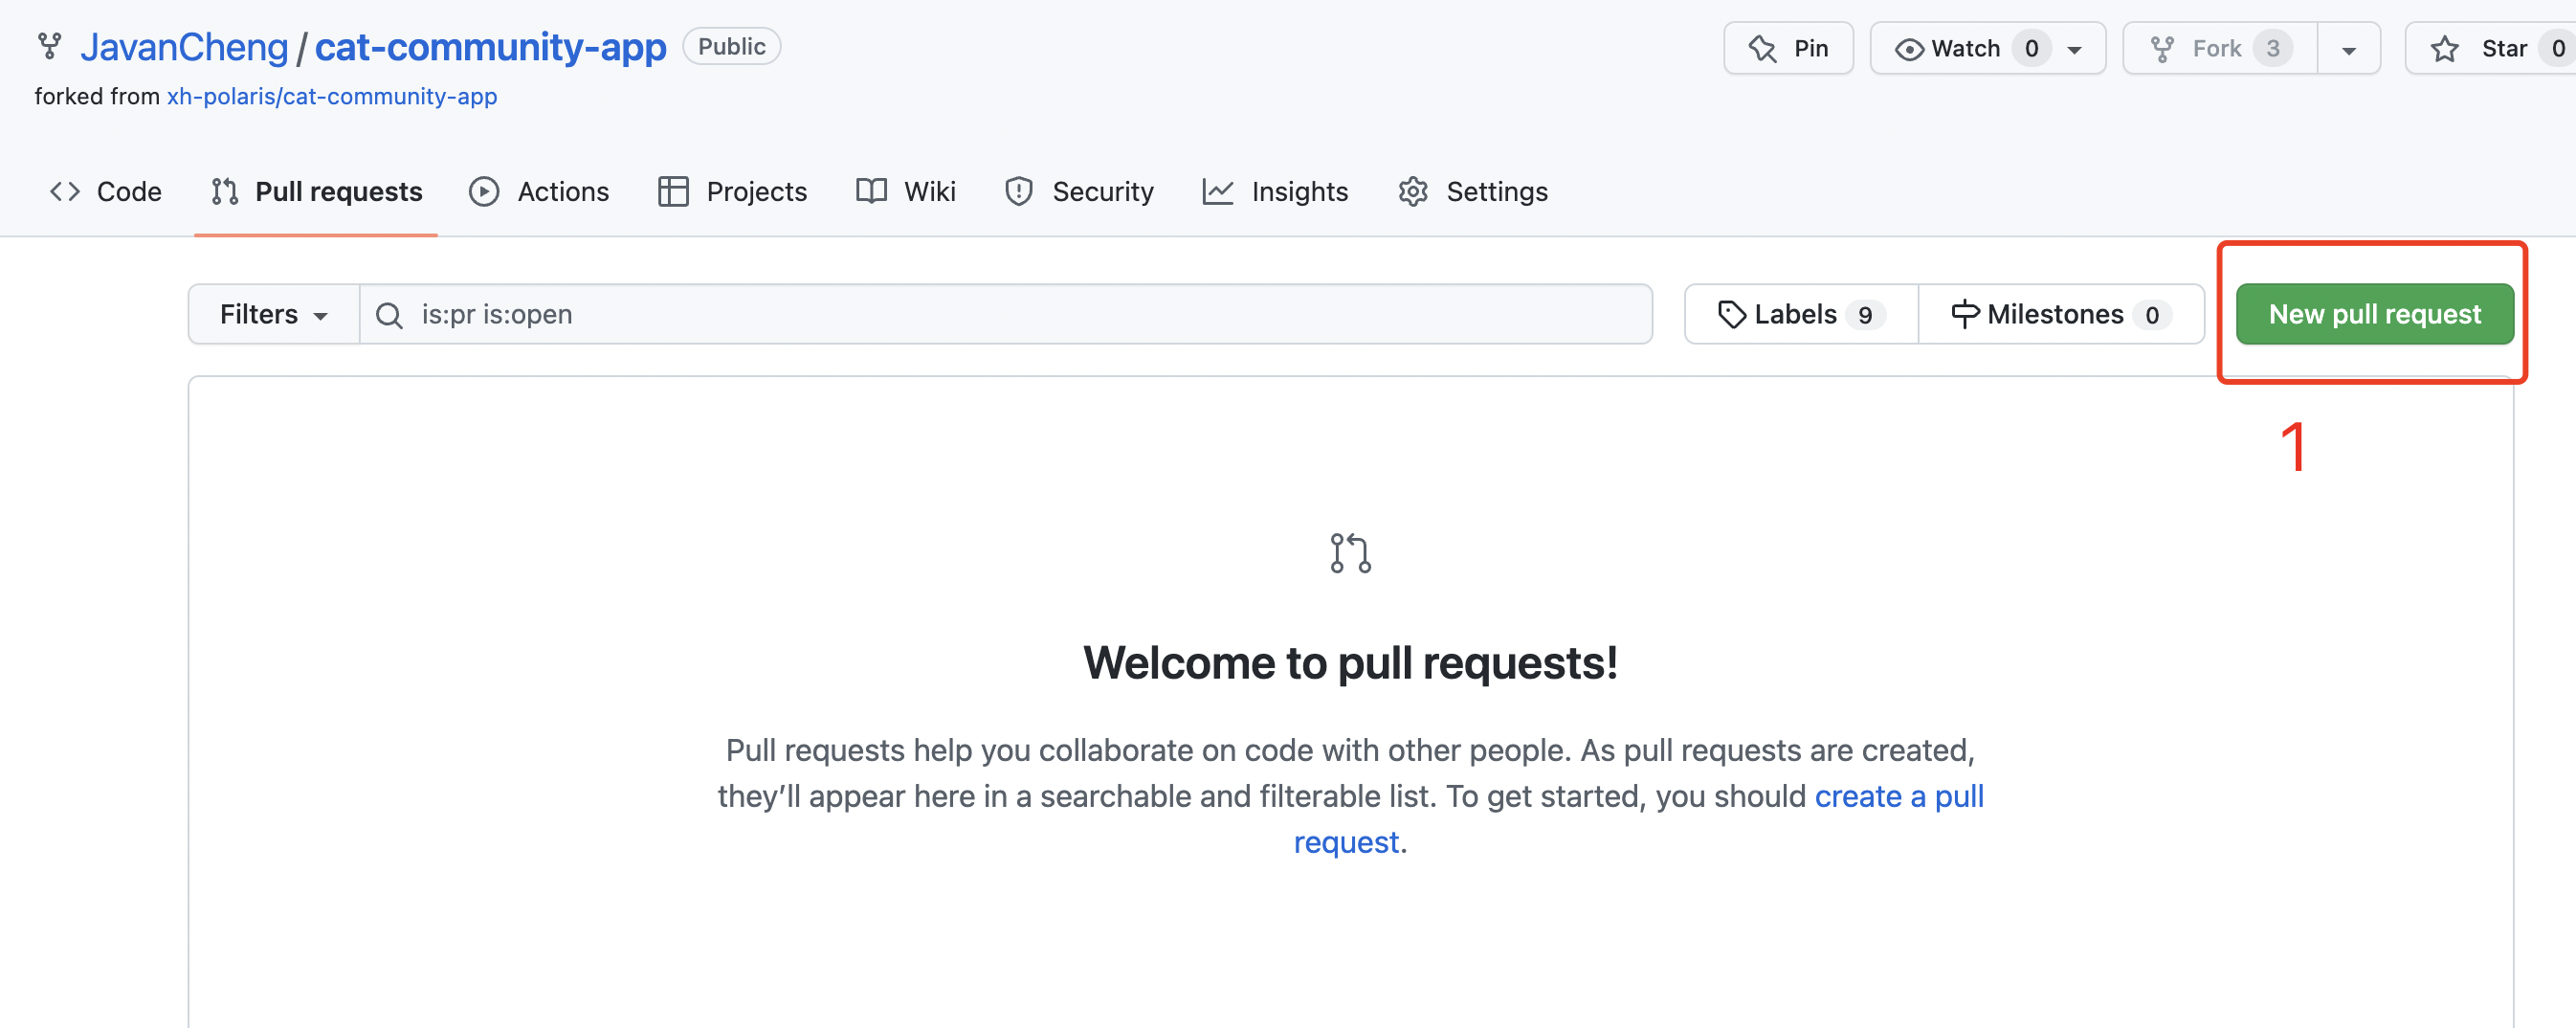 JavanCheng / cat-community-app Public Pin Watch 0 Fork 3 Star 0
forked from xh-polaris/cat-community-app
Code Pull requests Actions Projects Wiki Security Insights Settings
Filters is:pr is:open Labels 9 Milestones 0 New pull request
1
Welcome to pull requests!
Pull requests help you collaborate on code with other people. As pull requests are created,
they’ll appear here in a searchable and filterable list. To get started, you should create a pull
request.